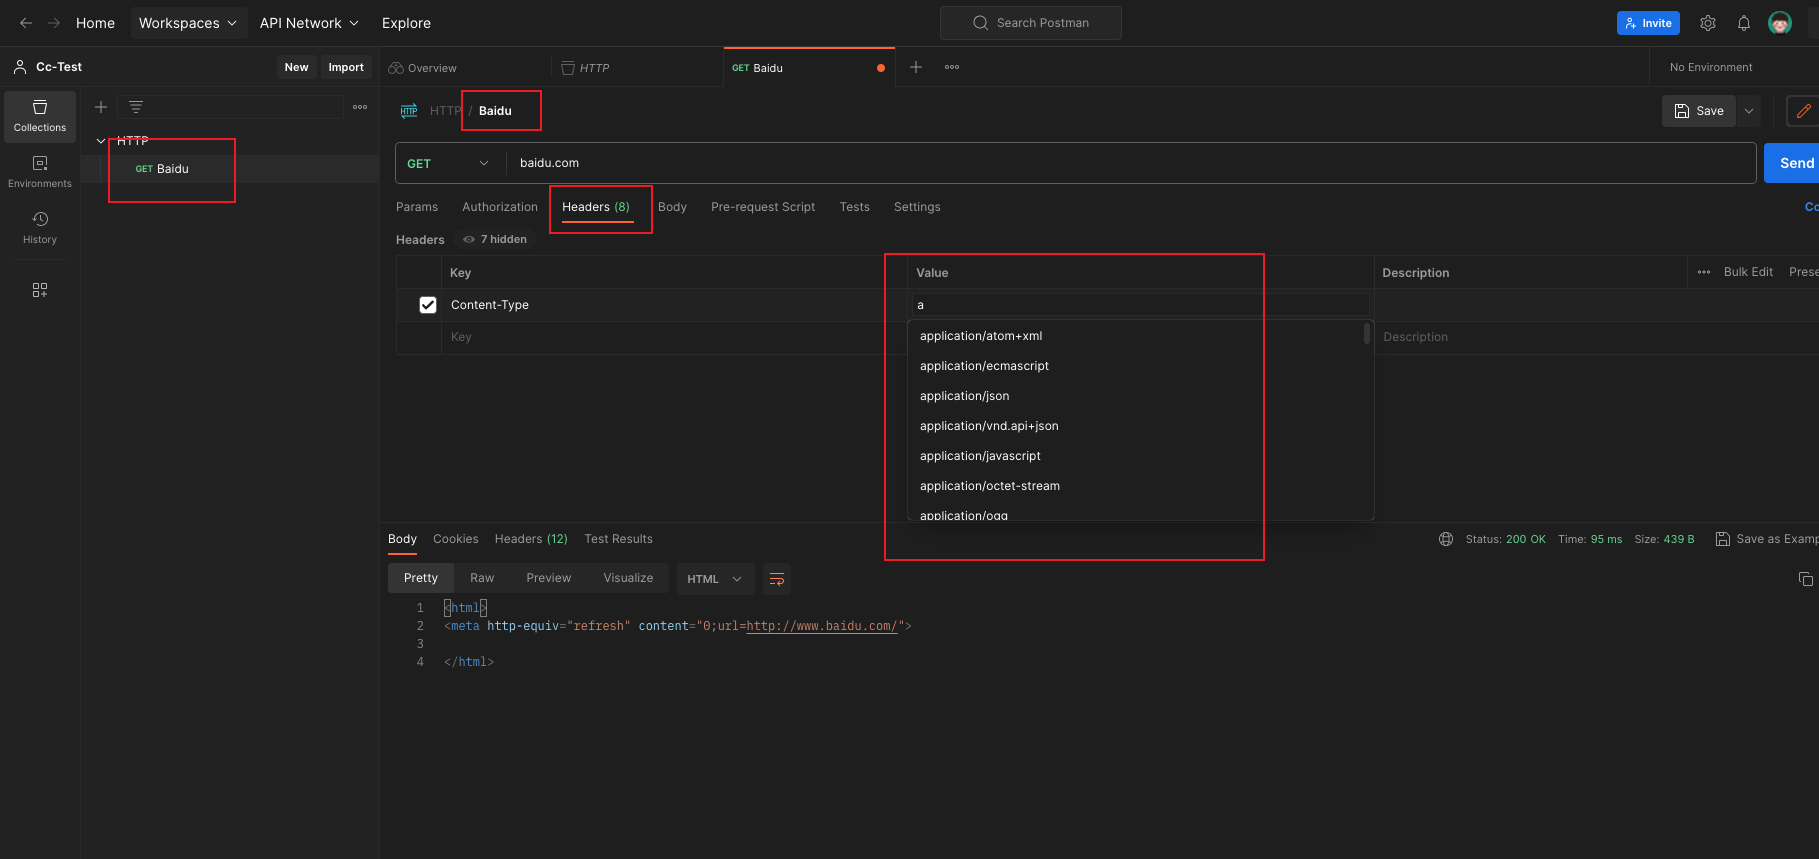 Home
Workspaces
API Network
Explore
Search Postman
Invite
Cc-Test
New
Import
Overview
HTTP
GET Baidu
No Environment
Collections
Environments
History
HTTP
GET Baidu
HTTP / Baidu
Save
GET
baidu.com
Send
Params
Authorization
Headers (8)
Body
Pre-request Script
Tests
Settings
Co
Headers
7 hidden
Key
Value
Description
Bulk Edit
Prese
Content-Type
a
Key
Description
application/atom+xml
application/ecmascript
application/json
application/vnd.api+json
application/javascript
application/octet-stream
application/ogg
Body
Cookies
Headers (12)
Test Results
Status: 200 OK
Time: 95 ms
Size: 439 B
Save as Examp
Pretty
Raw
Preview
Visualize
HTML
1 <html>
2 <meta http-equiv="refresh" content="0;url=http://www.baidu.com/">
3
4 </html>